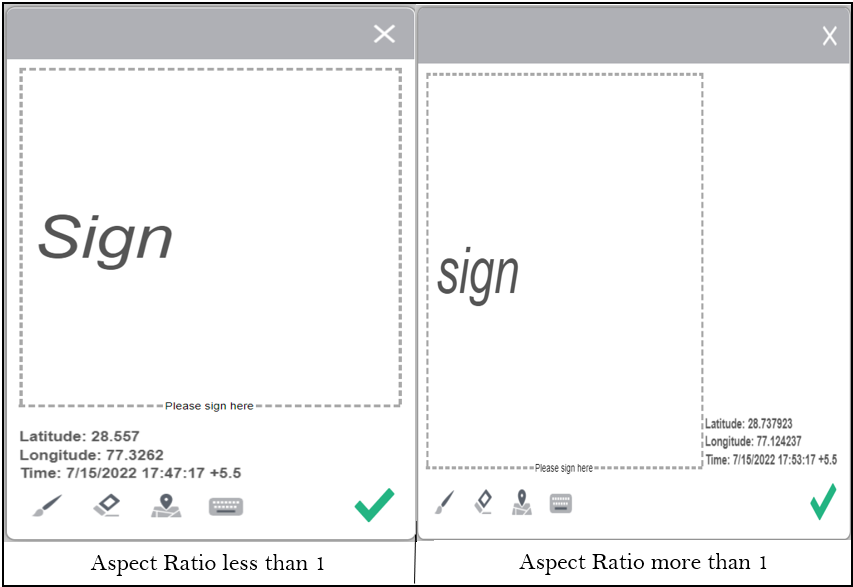 X
Sign
Please sign here
Latitude: 28.557
Longitude: 77.3262
Time: 7/15/2022 17:47:17 +5.5
Aspect Ratio less than 1
X
sign
Please sign here
Latitude: 28.737923
Longitude: 77.124237
Time: 7/15/2022 17:53:17 +5.5
Aspect Ratio more than 1